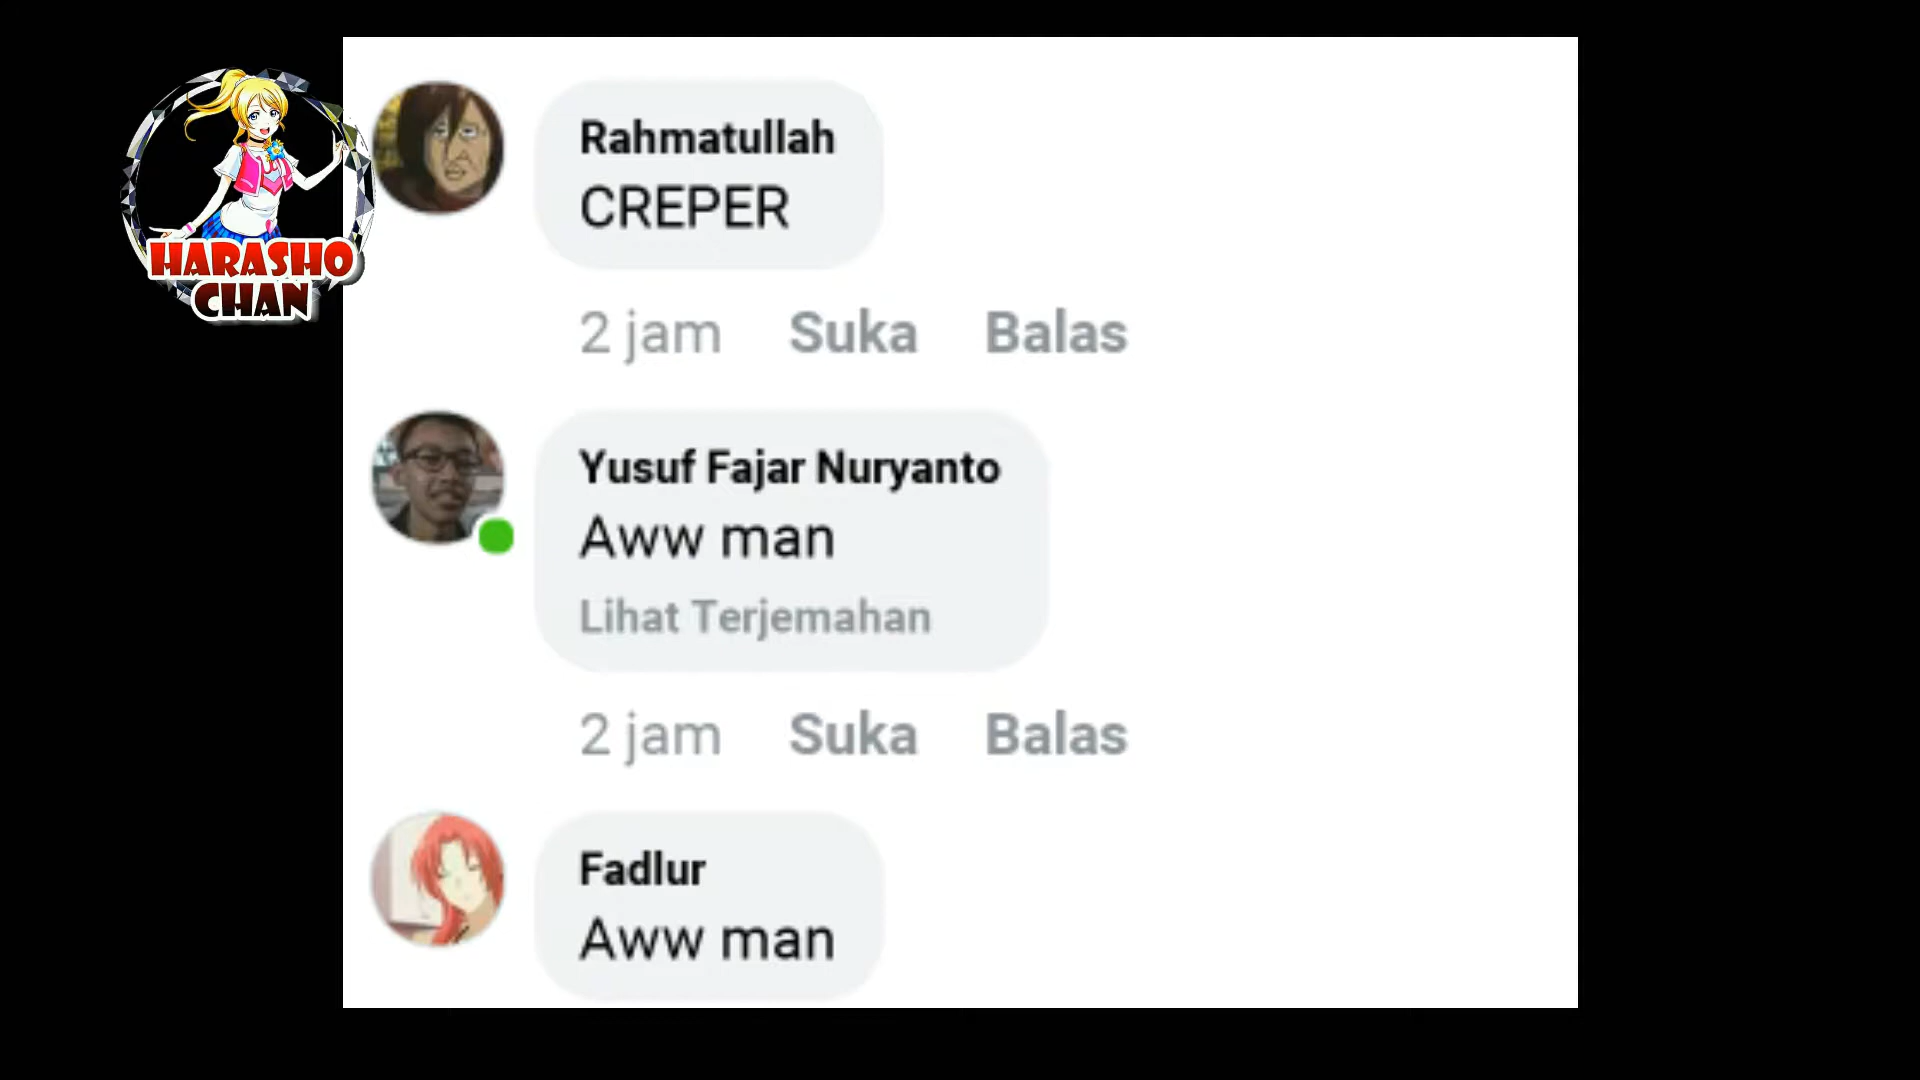 HARASHO
CHAN
Rahmatullah
CREPER
2 jam Suka Balas
Yusuf Fajar Nuryanto
Aww man
Lihat Terjemahan
2 jam Suka Balas
Fadlur
Aww man